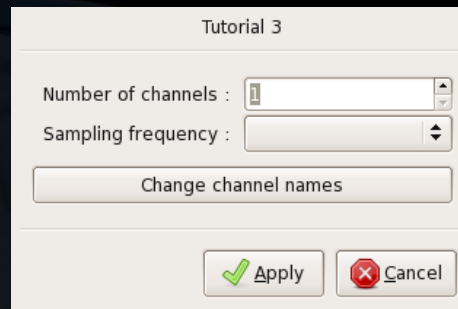 Tutorial 3
Number of channels : 1
Sampling frequency :
Change channel names
Apply Cancel